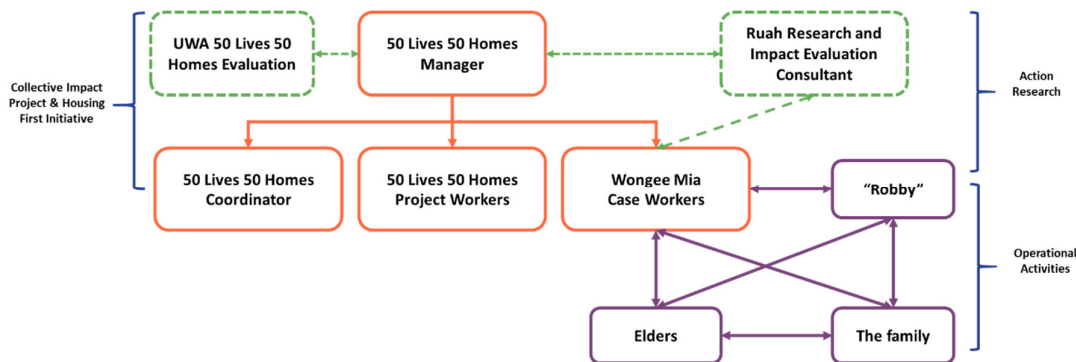 UWA 50 Lives 50
Homes Evaluation
50 Lives 50 Homes
Manager
Ruah Research and
Impact Evaluation
Consultant
Collective Impact
Project & Housing
First Initiative
Action
Research
50 Lives 50 Homes
Coordinator
50 Lives 50 Homes
Project Workers
Wongee Mia
Case Workers
“Robby”
Operational
Activities
Elders
The family